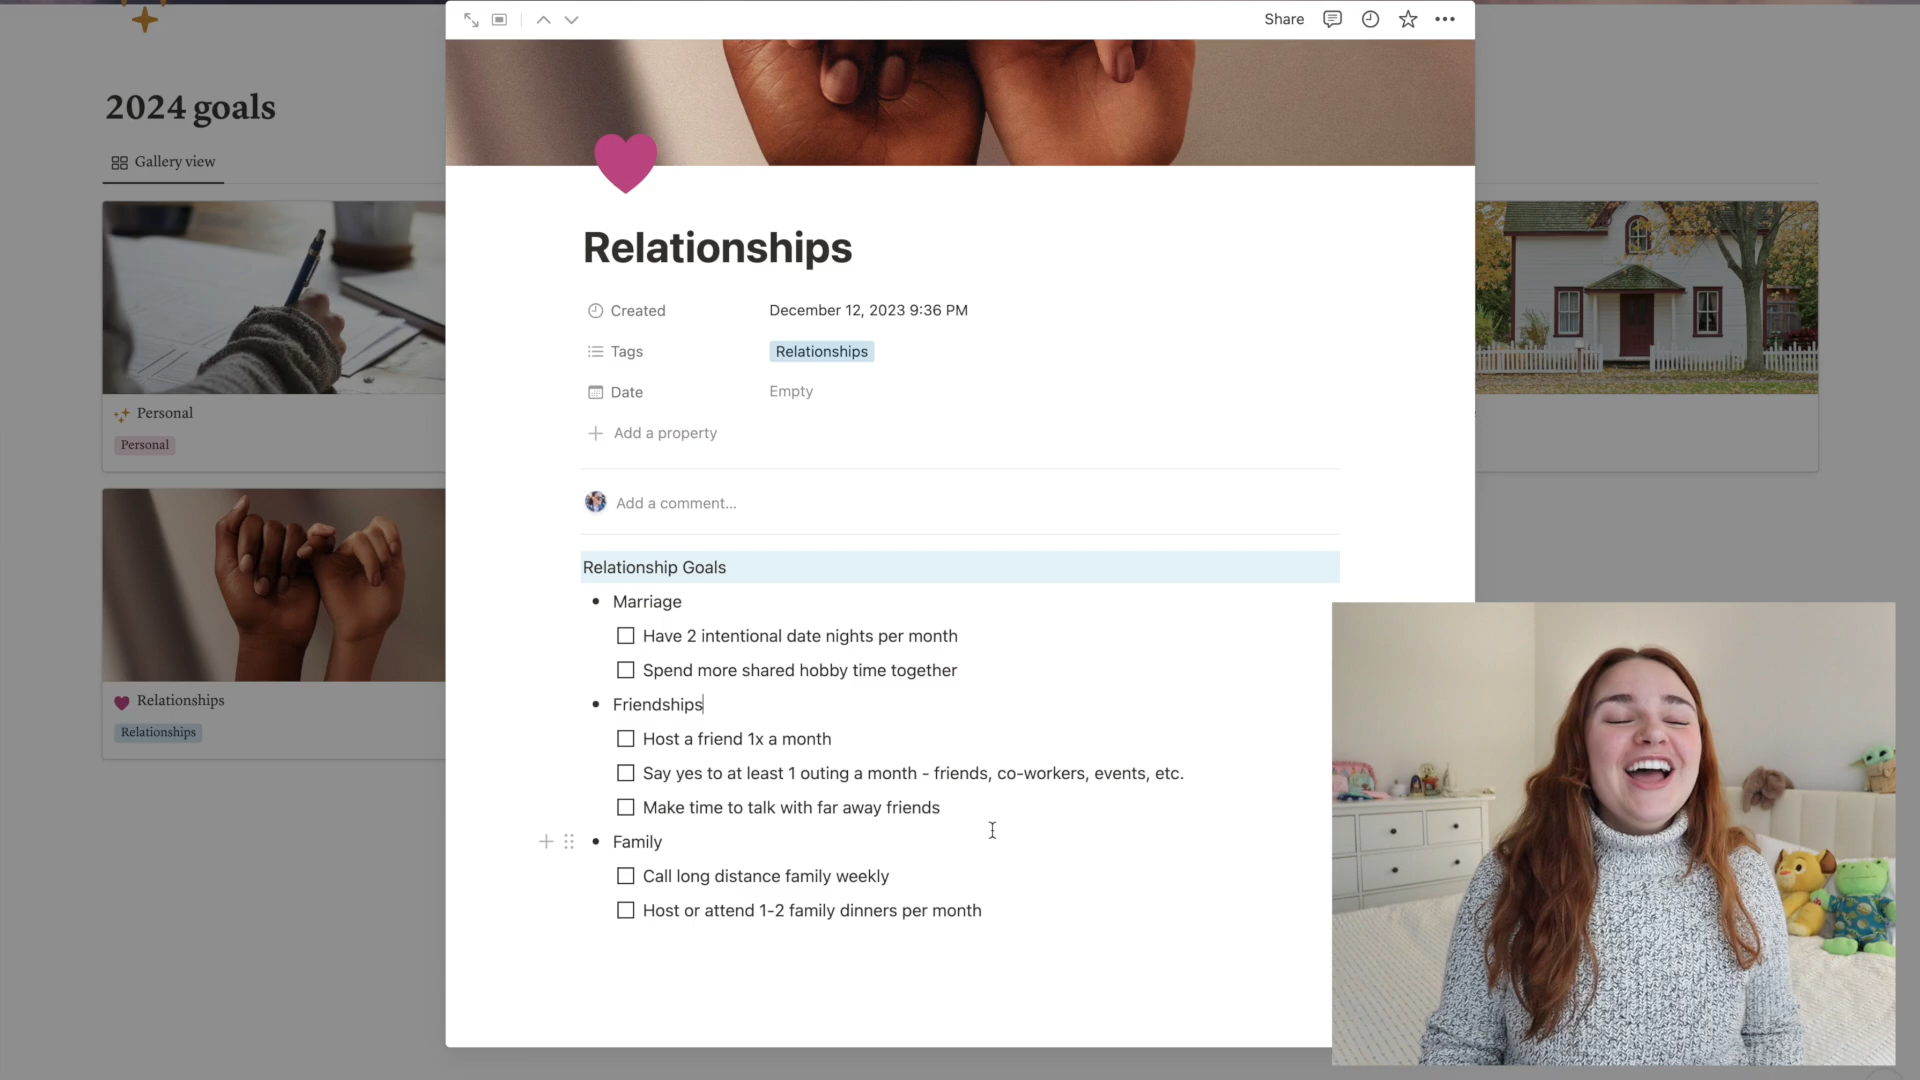 Share
2024 goals
Gallery view
Personal
Personal
Relationships
Relationships
Relationships
Created December 12, 2023 9:36 PM
Tags Relationships
Date Empty
Add a property
Add a comment...
Relationship Goals
• Marriage
Have 2 intentional date nights per month
Spend more shared hobby time together
• Friendships
Host a friend 1x a month
Say yes to at least 1 outing a month - friends, co-workers, events, etc.
Make time to talk with far away friends
• Family
Call long distance family weekly
Host or attend 1-2 family dinners per month